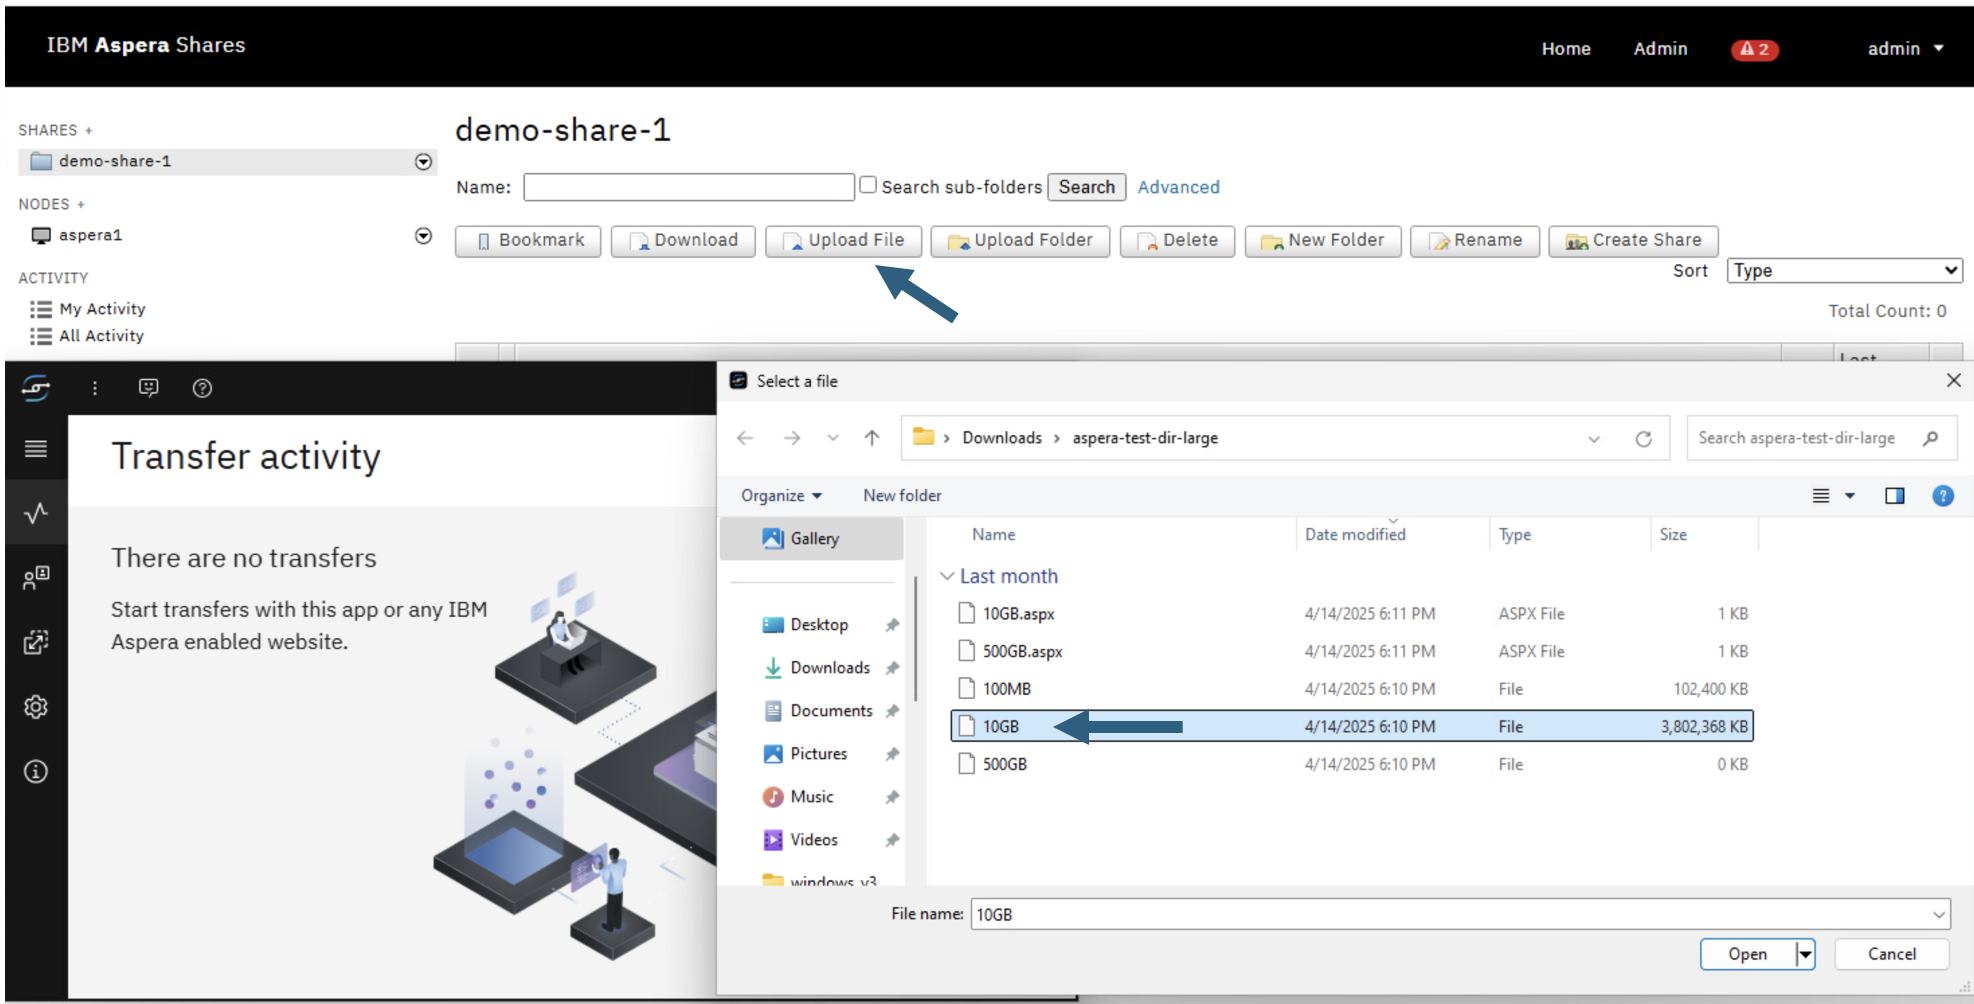 IBM Aspera Shares
Home Admin 2 admin
SHARES +
demo-share-1
NODES +
aspera1
ACTIVITY
My Activity
All Activity
demo-share-1
Name: Search sub-folders Search Advanced
Bookmark Download Upload File Upload Folder Delete New Folder Rename Create Share
Sort Type
Total Count: 0
Last
Transfer activity
There are no transfers
Start transfers with this app or any IBM
Aspera enabled website.
Select a file
Downloads > aspera-test-dir-large
Search aspera-test-dir-large
Organize New folder
Gallery
Desktop
Downloads
Documents
Pictures
Music
Videos
windows_v3
Name Date modified Type Size
Last month
10GB.aspx 4/14/2025 6:11 PM ASPX File 1 KB
500GB.aspx 4/14/2025 6:11 PM ASPX File 1 KB
100MB 4/14/2025 6:10 PM File 102,400 KB
10GB 4/14/2025 6:10 PM File 3,802,368 KB
500GB 4/14/2025 6:10 PM File 0 KB
File name: 10GB
Open Cancel